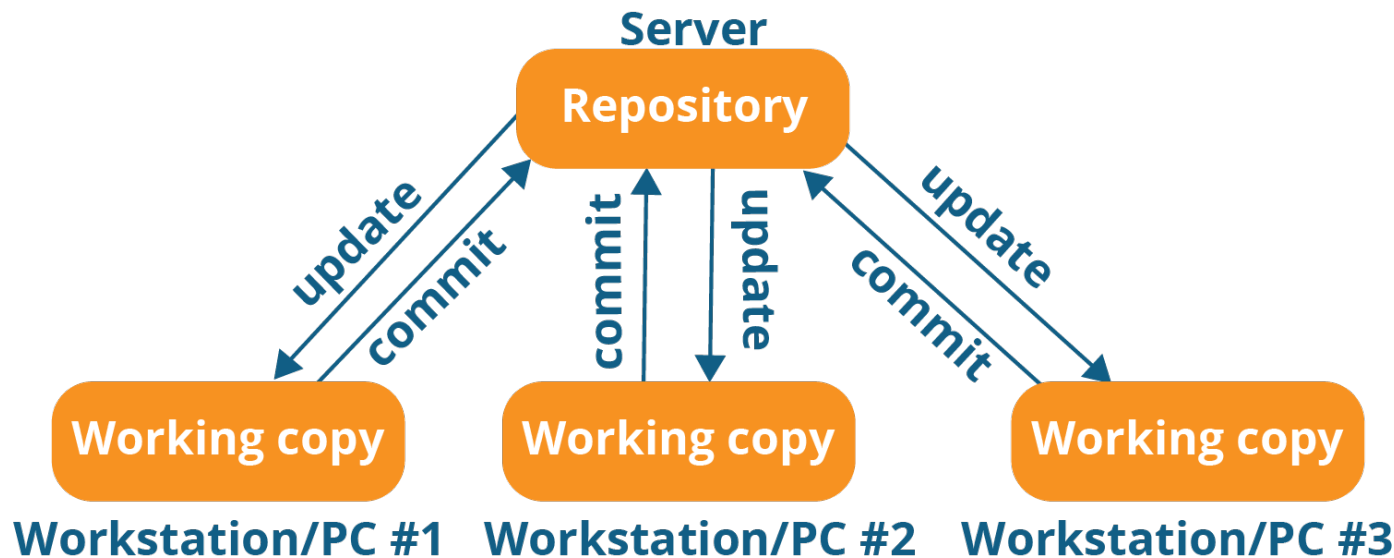 Server
Repository
update
commit
commit
update
commit
update
Working copy
Working copy
Working copy
Workstation/PC #1
Workstation/PC #2
Workstation/PC #3